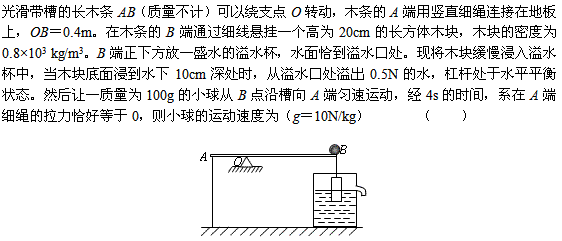 光滑带槽的长木条 AB（质量不计）可以绕支点 O 转动，木条的 A 端用竖直细绳连接在地板
上，OB＝0.4m。在木条的 B 端通过细线悬挂一个高为 20cm 的长方体木块，木块的密度为
0.8×10³ kg/m³。B 端正下方放一盛水的溢水杯，水面恰到溢水口处。现将木块缓慢浸入溢水
杯中，当木块底面浸到水下 10cm 深处时，从溢水口处溢出 0.5N 的水，杠杆处于水平平衡
状态。然后让一质量为 100g 的小球从 B 点沿槽向 A 端匀速运动，经 4s 的时间，系在 A 端
细绳的拉力恰好等于 0，则小球的运动速度为（g＝10N/kg） （ ）
A O B